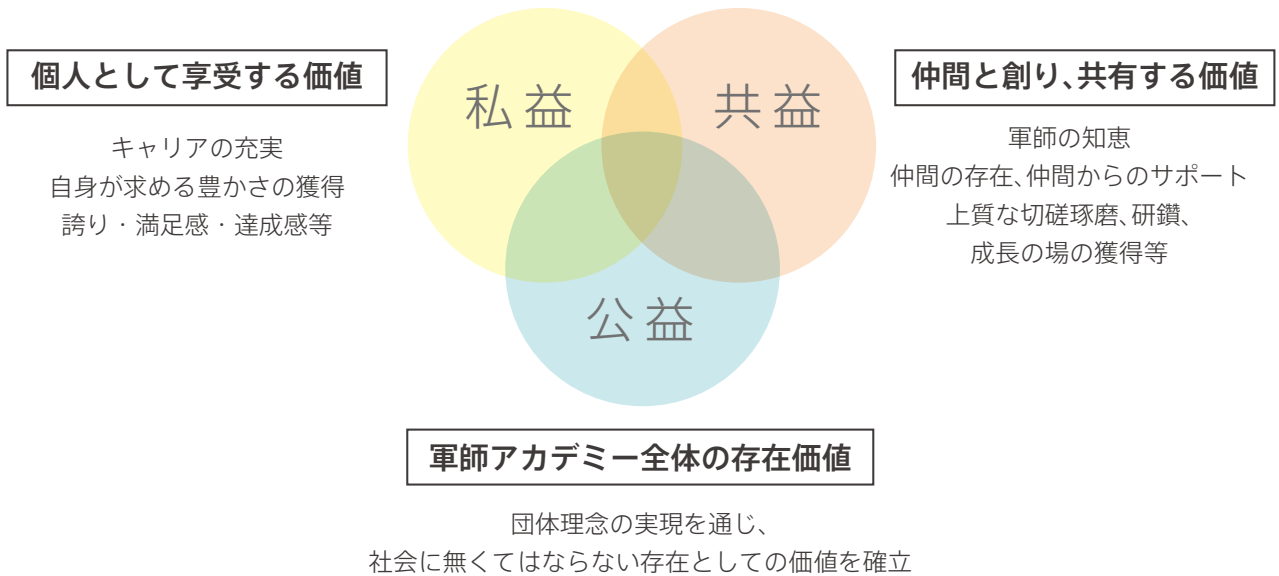 個人として享受する価値
キャリアの充実
自身が求める豊かさの獲得
誇り・満足感・達成感等
私益
共益
公益
仲間と創り、共有する価値
軍師の知恵
仲間の存在、仲間からのサポート
上質な切磋琢磨、研鑽、
成長の場の獲得等
軍師アカデミー全体の存在価値
団体理念の実現を通じ、
社会に無くてはならない存在としての価値を確立